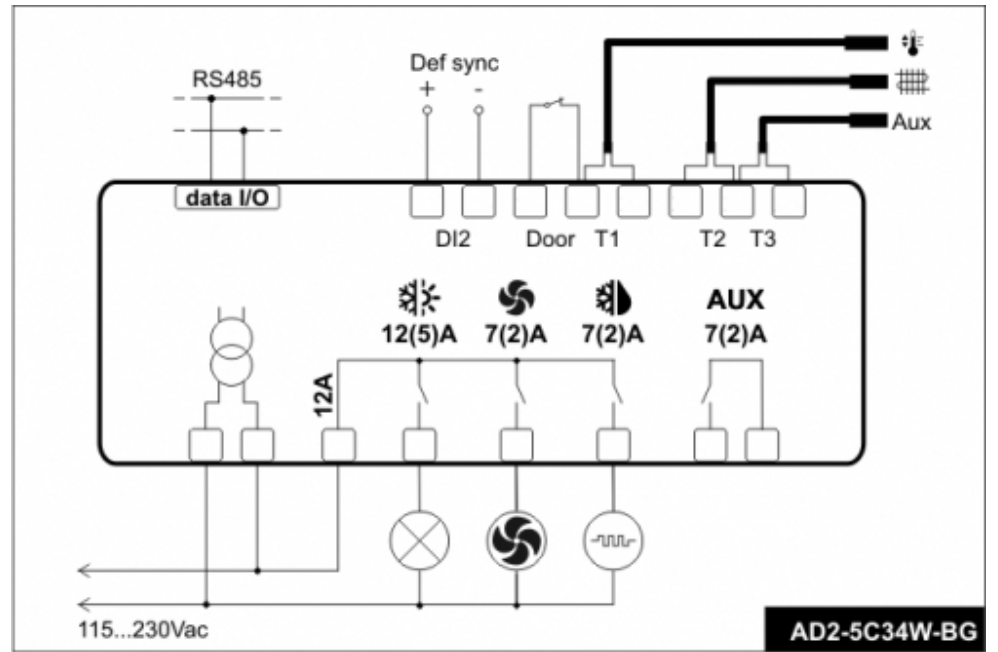 RS485
Def sync
+ -
Aux
data I/O
DI2 Door T1 T2 T3
AUX
12(5)A 7(2)A 7(2)A 7(2)A
12A
115...230Vac
AD2-5C34W-BG